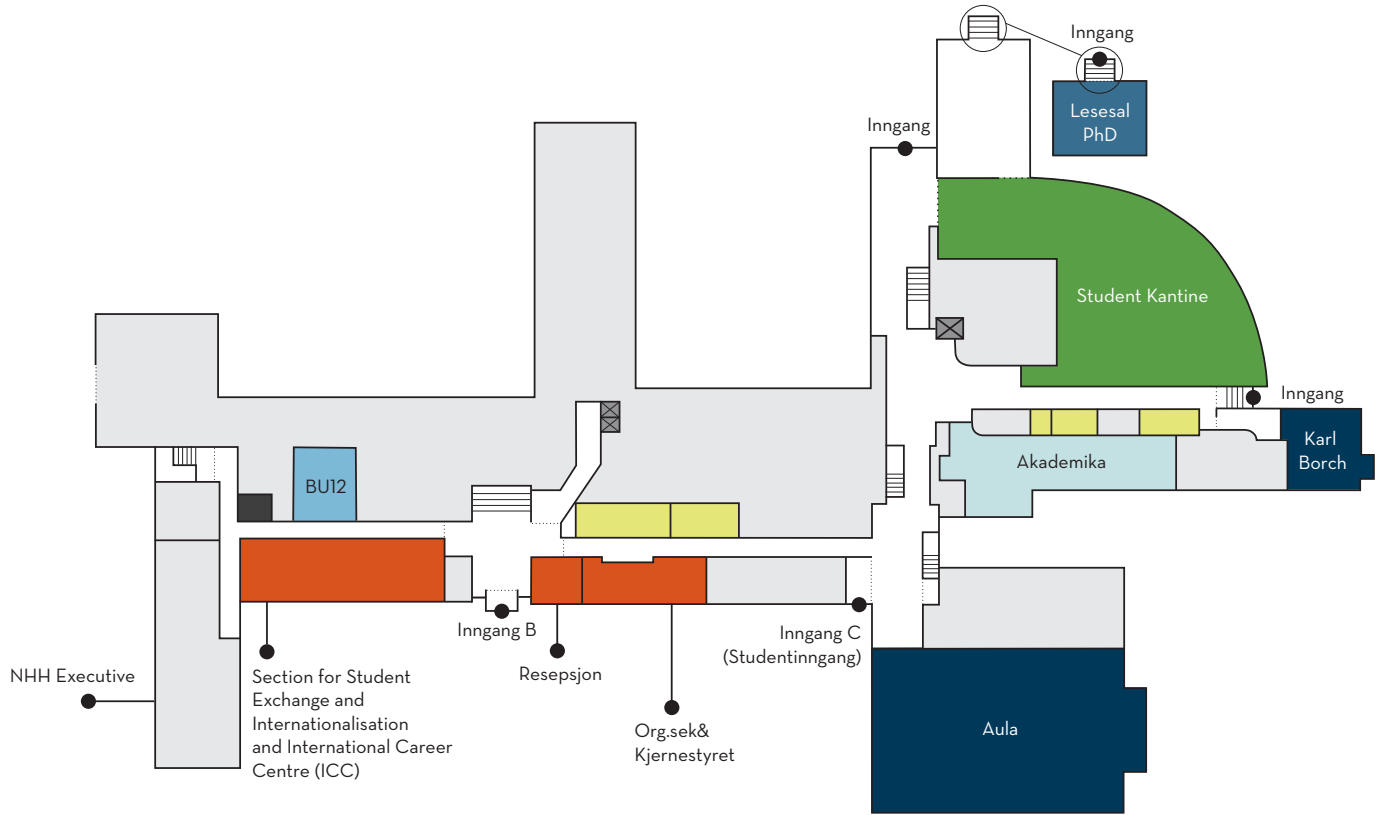 Inngang
Lesesal
PhD
Inngang
Student Kantine
Inngang
Karl
Borch
Akademika
BU12
Inngang B
Resepsjon
Inngang C
(Studentinngang)
NHH Executive
Section for Student
Exchange and
Internationalisation
and International Career
Centre (ICC)
Org.sek&
Kjernestyret
Aula